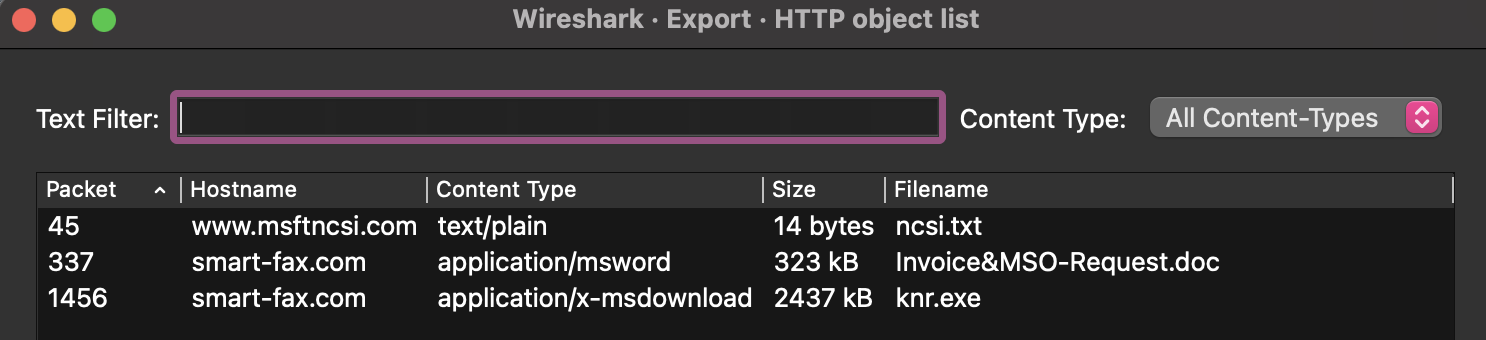 Wireshark · Export · HTTP object list
Text Filter: Content Type: All Content-Types
Packet Hostname Content Type Size Filename
45 www.msftncsi.com text/plain 14 bytes ncsi.txt
337 smart-fax.com application/msword 323 kB Invoice&MSO-Request.doc
1456 smart-fax.com application/x-msdownload 2437 kB knr.exe